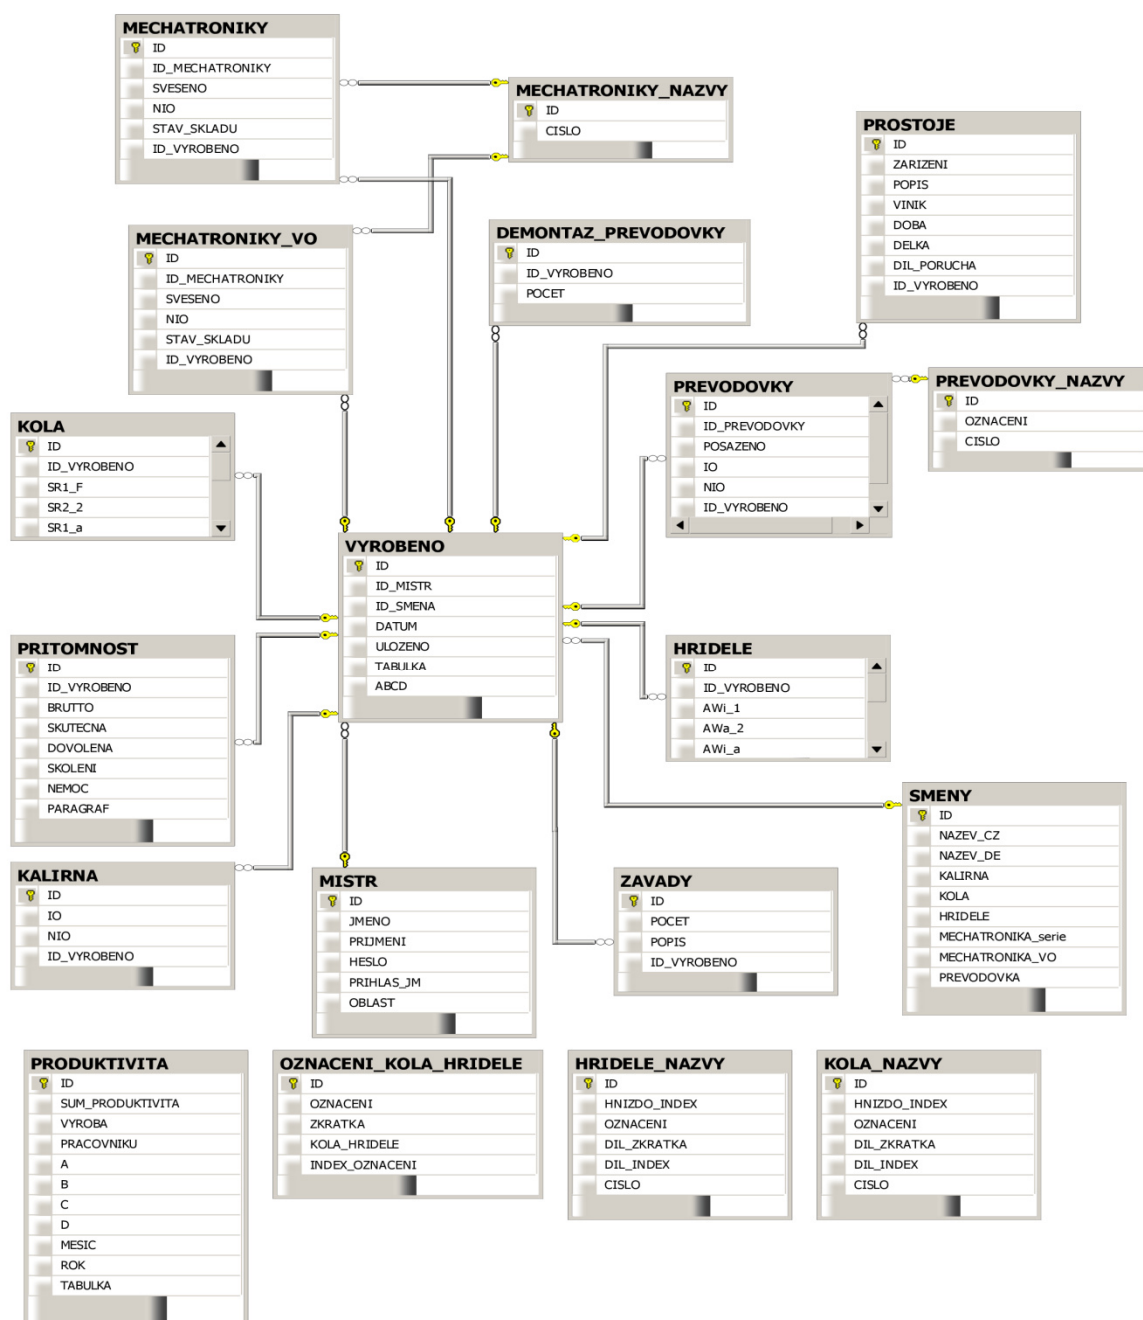 MECHATRONIKY
ID
ID_MECHATRONIKY
SVESENO
NIO
STAV_SKLADU
ID_VYROBENO
MECHATRONIKY_NAZVY
ID
CISLO
PROSTOJE
ID
ZARIZENI
POPIS
VINIK
DOBA
DELKA
DIL_PORUCHA
ID_VYROBENO
MECHATRONIKY_VO
ID
ID_MECHATRONIKY
SVESENO
NIO
STAV_SKLADU
ID_VYROBENO
DEMONTAZ_PREVODOVKY
ID
ID_VYROBENO
POCET
PREVODOVKY
ID
ID_PREVODOVKY
POSAZENO
IO
NIO
ID_VYROBENO
PREVODOVKY_NAZVY
ID
OZNACENI
CISLO
KOLA
ID
ID_VYROBENO
SR1_F
SR2_2
SR1_a
VYROBENO
ID
ID_MISTR
ID_SMENA
DATUM
ULOZENO
TABULKA
ABCD
PRITOMNOST
ID
ID_VYROBENO
BRUTTO
SKUTECNA
DOVOLENA
SKOLENI
NEMOC
PARAGRAF
HRIDELE
ID
ID_VYROBENO
AWi_1
AWa_2
AWi_a
SMENY
ID
NAZEV_CZ
NAZEV_DE
KALIRNA
KOLA
HRIDELE
MECHATRONIKA_serie
MECHATRONIKA_VO
PREVODOVKA
KALIRNA
ID
IO
NIO
ID_VYROBENO
MISTR
ID
JMENO
PRIJMENI
HESLO
PRIHLAS_JM
OBLAST
ZAVADY
ID
POCET
POPIS
ID_VYROBENO
PRODUKTIVITA
ID
SUM_PRODUKTIVITA
VYROBA
PRACOVNIKU
A
B
C
D
MESIC
ROK
TABULKA
OZNACENI_KOLA_HRIDELE
ID
OZNACENI
ZKRATKA
KOLA_HRIDELE
INDEX_OZNACENI
HRIDELE_NAZVY
ID
HNIZDO_INDEX
OZNACENI
DIL_ZKRATKA
DIL_INDEX
CISLO
KOLA_NAZVY
ID
HNIZDO_INDEX
OZNACENI
DIL_ZKRATKA
DIL_INDEX
CISLO